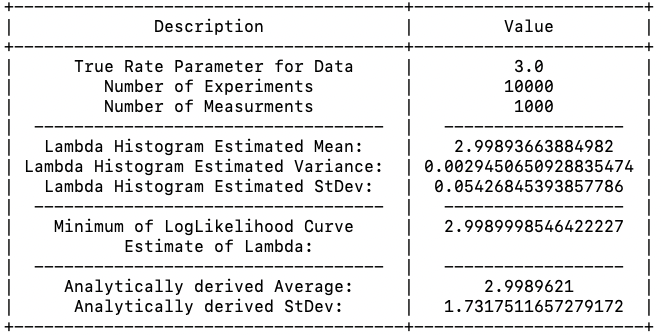 Description | Value
True Rate Parameter for Data | 3.0
Number of Experiments | 10000
Number of Measurments | 1000
Lambda Histogram Estimated Mean: | 2.99893663884982
Lambda Histogram Estimated Variance: | 0.0029450650928835474
Lambda Histogram Estimated StDev: | 0.05426845393857786
Minimum of LogLikelihood Curve | 2.9989998546422227
Estimate of Lambda: |
Analytically derived Average: | 2.9989621
Analytically derived StDev: | 1.7317511657279172